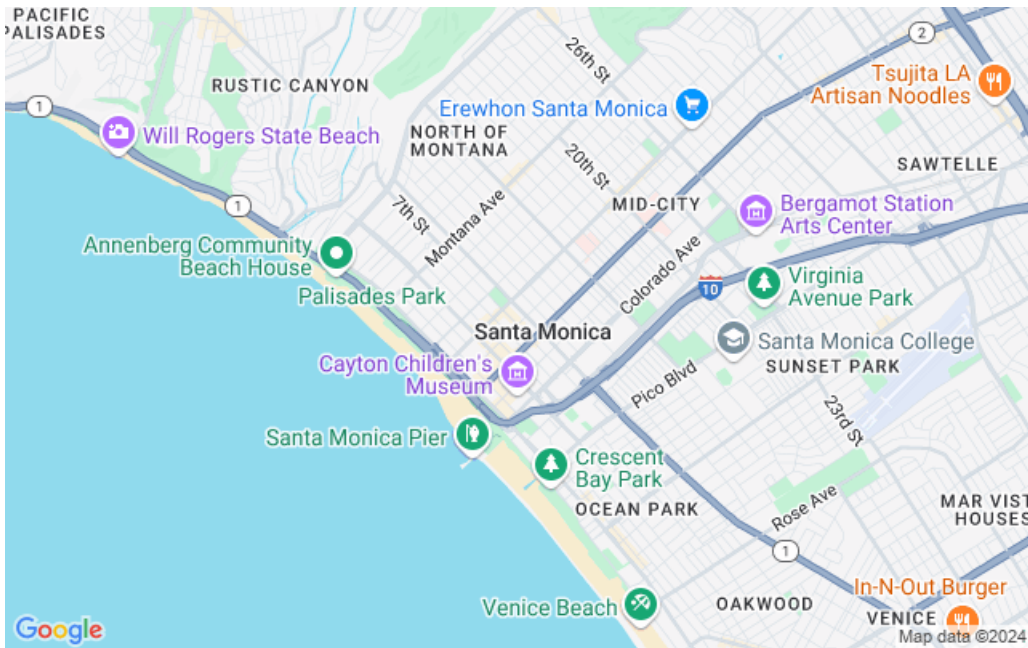 PACIFIC
PALISADES
2
26th St
Tsujita LA
Artisan Noodles
RUSTIC CANYON
1
Erewhon Santa Monica
Will Rogers State Beach
NORTH OF
MONTANA
20th St
SAWTELLE
1
7th St
Montana Ave
MID-CITY
Bergamot Station
Arts Center
Annenberg Community
Beach House
Colorado Ave
10
Virginia
Avenue Park
Palisades Park
Santa Monica
Santa Monica College
SUNSET PARK
Cayton Children's
Museum
Pico Blvd
23rd St
Santa Monica Pier
Crescent
Bay Park
OCEAN PARK
Rose Ave
MAR VIST
HOUSES
1
In-N-Out Burger
Venice Beach
OAKWOOD
VENICE
Google
Map data ©2024